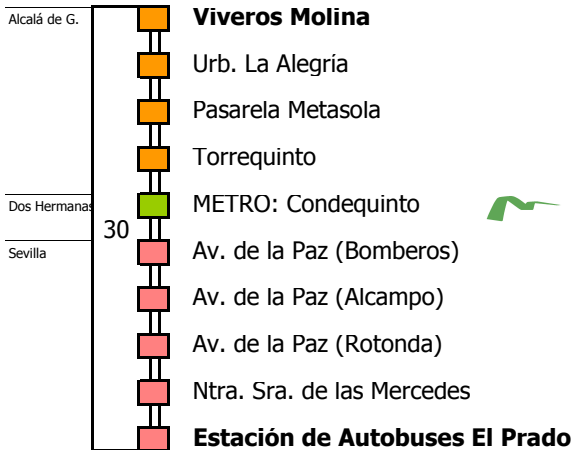 Alcalá de G.
Viveros Molina
Urb. La Alegría
Pasarela Metasola
Torrequinto
Dos Hermanas
METRO: Condequinto
30
Sevilla
Av. de la Paz (Bomberos)
Av. de la Paz (Alcampo)
Av. de la Paz (Rotonda)
Ntra. Sra. de las Mercedes
Estación de Autobuses El Prado